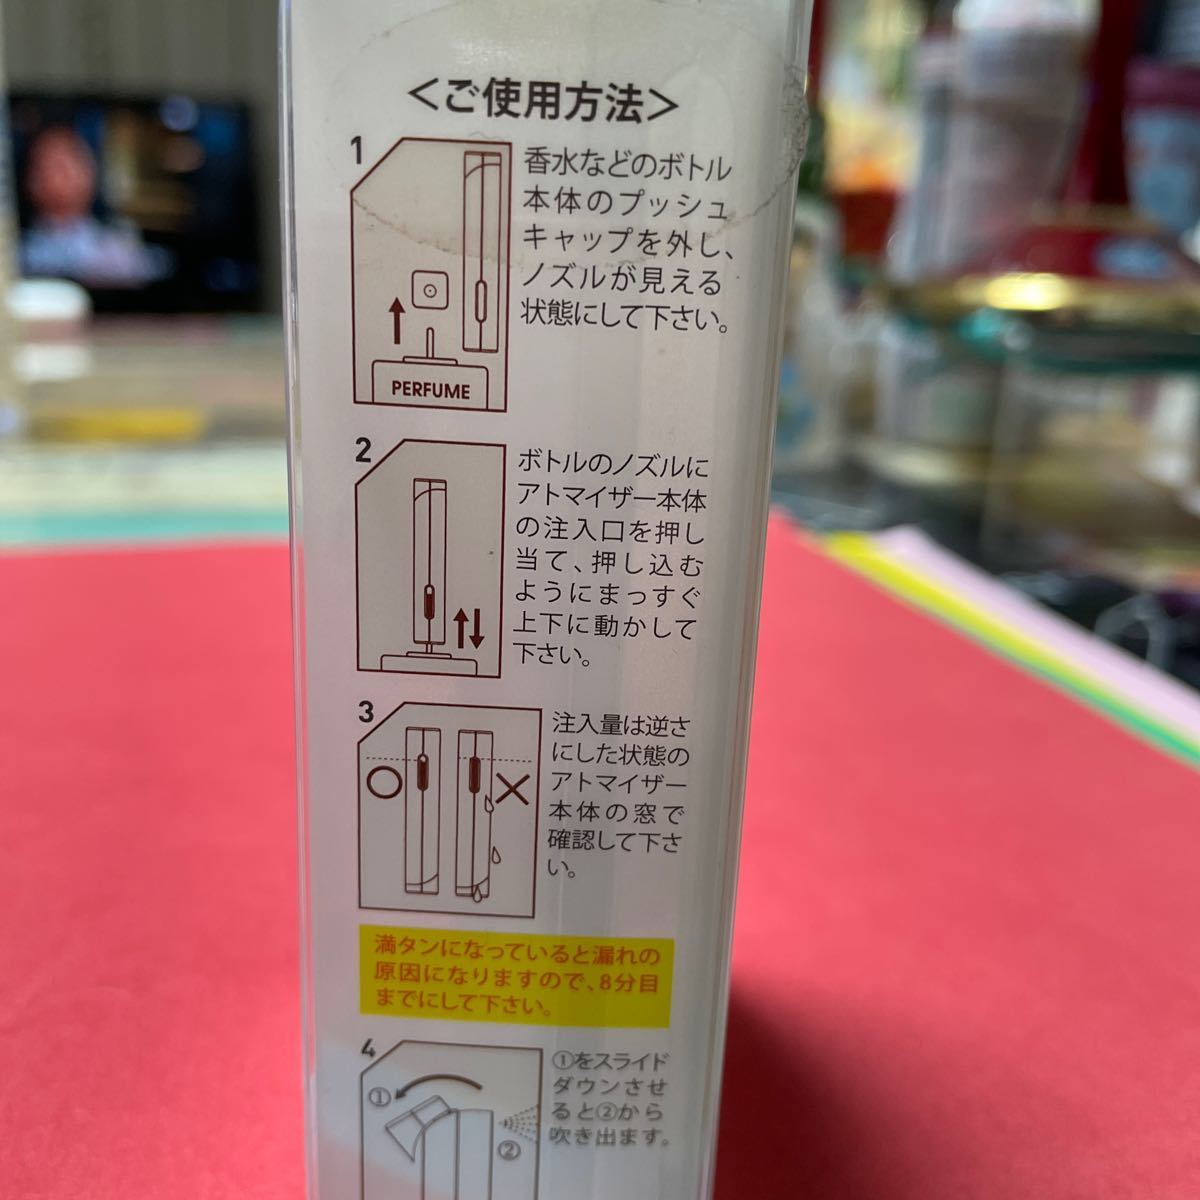 ＜ご使用方法＞
1
香水などのボトル
本体のプッシュ
キャップを外し、
ノズルが見える
状態にして下さい。
PERFUME
2
ボトルのノズルに
アトマイザー本体
の注入口を押し
当て、押し込む
ようにまっすぐ
上下に動かして
下さい。
3
注入量は逆さ
にした状態の
アトマイザー
本体の窓で
確認して下さ
い。
満タンになっていると漏れの
原因になりますので、8分目
までにして下さい。
4
①をスライド
ダウンさせ
ると②から
吹き出ます。
①
②